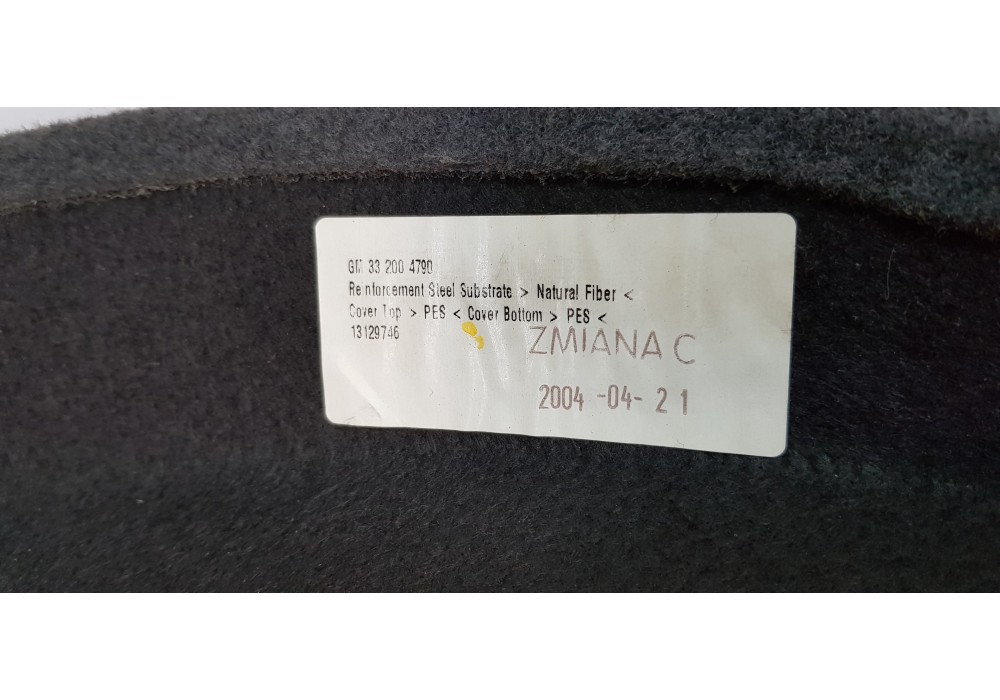 GM 33 200 4790
Reinforcement Steel Substrate > Natural Fiber <
Cover Top > PES < Cover Bottom > PES <
13129746
ZMIANA C
2004 -04- 21